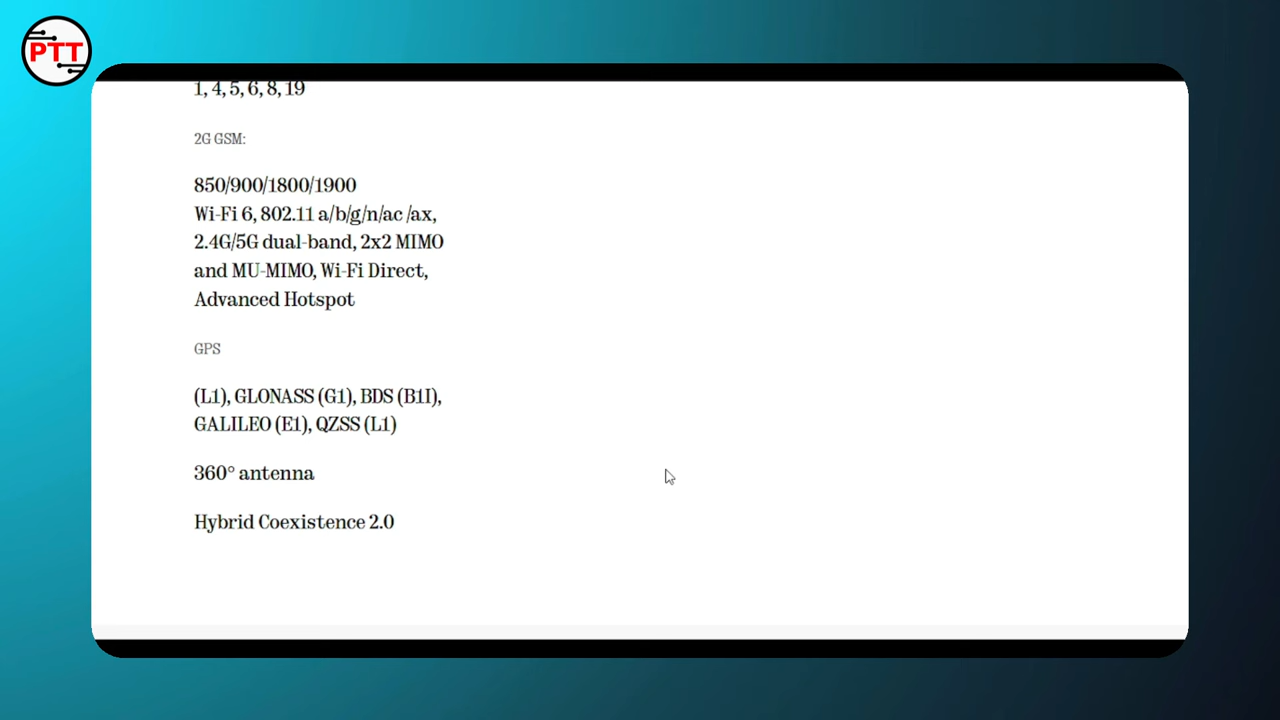 PTT
1, 4, 5, 6, 8, 19
2G GSM:
850/900/1800/1900
Wi-Fi 6, 802.11 a/b/g/n/ac /ax,
2.4G/5G dual-band, 2x2 MIMO
and MU-MIMO, Wi-Fi Direct,
Advanced Hotspot
GPS
(L1), GLONASS (G1), BDS (B1I),
GALILEO (E1), QZSS (L1)
360° antenna
Hybrid Coexistence 2.0